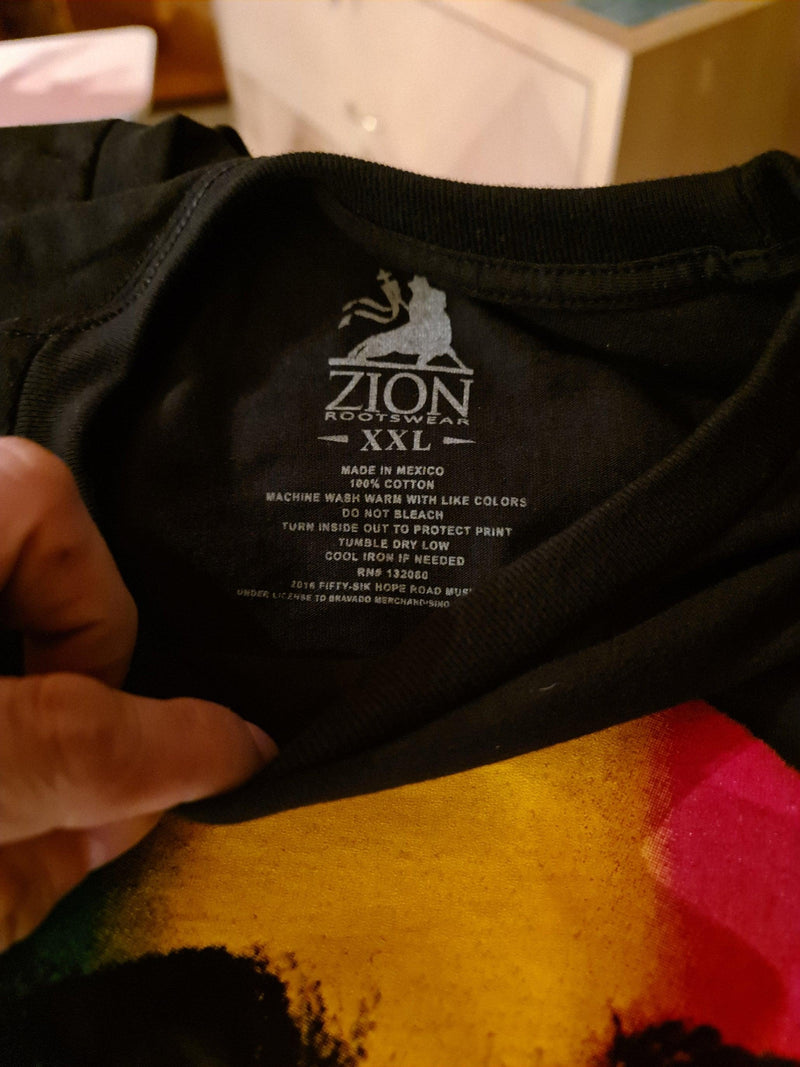 ZION
ROOTSWEAR
XXL
MADE IN MEXICO
100% COTTON
MACHINE WASH WARM WITH LIKE COLORS
DO NOT BLEACH
TURN INSIDE OUT TO PROTECT PRINT
TUMBLE DRY LOW
COOL IRON IF NEEDED
RN# 132080
2016 FIFTY-SIX HOPE ROAD
UNDER LICENSE TO BRAVADO MERCHANDISING